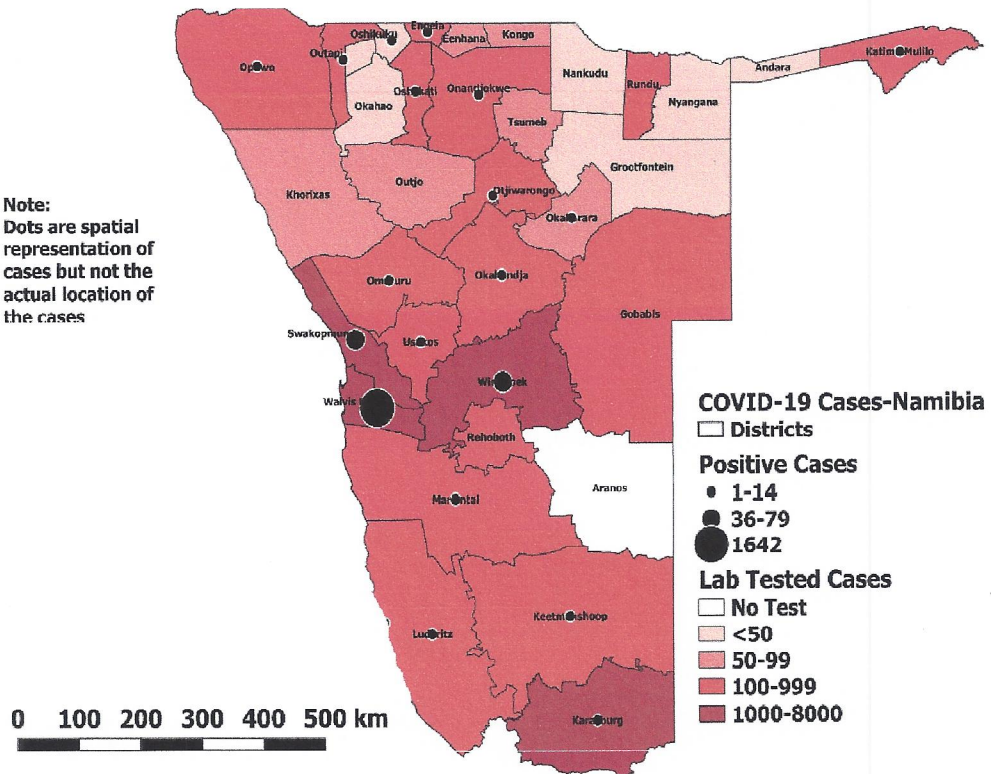 Engela
Oshikuku
Eenhana
Kongo
Outapi
Katima Mulilo
Opuwo
Andara
Nankudu
Rundu
Oshakati
Onandjokwe
Okahao
Nyangana
Tsumeb
Grootfontein
Outjo
Khorixas
Otjiwarongo
Okakarara
Note:
Dots are spatial
representation of
cases but not the
actual location of
the cases
Omaruru
Okahandja
Gobabis
Swakopmund
Usakos
Windhoek
Walvis
Rehoboth
Aranos
Mariental
Keetmanshoop
Luderitz
Karasburg
COVID-19 Cases-Namibia
Districts
Positive Cases
1-14
36-79
1642
Lab Tested Cases
No Test
<50
50-99
100-999
1000-8000
0 100 200 300 400 500 km